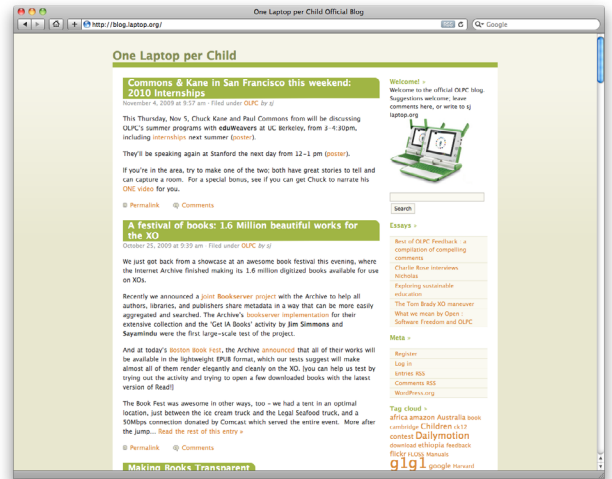 One Laptop per Child Official Blog
http://blog.laptop.org/
RSS
Google
One Laptop per Child
Commons & Kane in San Francisco this weekend:
2010 Internships
November 4, 2009 at 9:57 am · Filed under OLPC by sj
This Thursday, Nov 5, Chuck Kane and Paul Commons from will be discussing
OLPC's summer programs with eduWeavers at UC Berkeley, from 3-4:30pm,
including internships next summer (poster).
They'll be speaking again at Stanford the next day from 12-1 pm (poster).
If you're in the area, try to make one of the two; both have great stories to tell and
can capture a room. For a special bonus, see if you can get Chuck to narrate his
ONE video for you.
Permalink Comments
A festival of books: 1.6 Million beautiful works for
the XO
October 25, 2009 at 9:39 am · Filed under OLPC by sj
We just got back from a showcase at an awesome book festival this evening, where
the Internet Archive finished making its 1.6 million digitized books available for use
on XOs.
Recently we announced a joint Bookserver project with the Archive to help all
authors, libraries, and publishers share metadata in a way that can be more easily
aggregated and searched. The Archive's bookserver implementation for their
extensive collection and the 'Get IA Books' activity by Jim Simmons and
Sayamindu were the first large-scale test of the project.
And at today's Boston Book Fest, the Archive announced that all of their works will
be available in the lightweight EPUB format, which our tests suggest will make
almost all of them render elegantly and cleanly on the XO. [you can help us test by
trying out the activity and trying to open a few downloaded books with the latest
version of Read!]
The Book Fest was awesome in other ways, too - we had a tent in an optimal
location, just between the ice cream truck and the Legal Seafood truck, and a
50Mbps connection donated by Comcast which served the entire event. More after
the jump... Read the rest of this entry »
Permalink Comments
Making Books Transparent
Welcome! »
Welcome to the official OLPC blog.
Suggestions welcome; leave
comments here, or write to sj
laptop.org
Search
Essays »
Best of OLPC Feedback : a
compilation of compelling
comments
Charlie Rose interviews
Nicholas
Exploring sustainable
education
The Tom Brady XO maneuver
What we mean by Open :
Software Freedom and OLPC
Meta »
Register
Log in
Entries RSS
Comments RSS
WordPress.org
Tag cloud »
africa amazon Australia book
cambridge Children ck12
contest Dailymotion
download ethiopia feedback
flickr FLOSS Manuals
g1g1 google Harvard